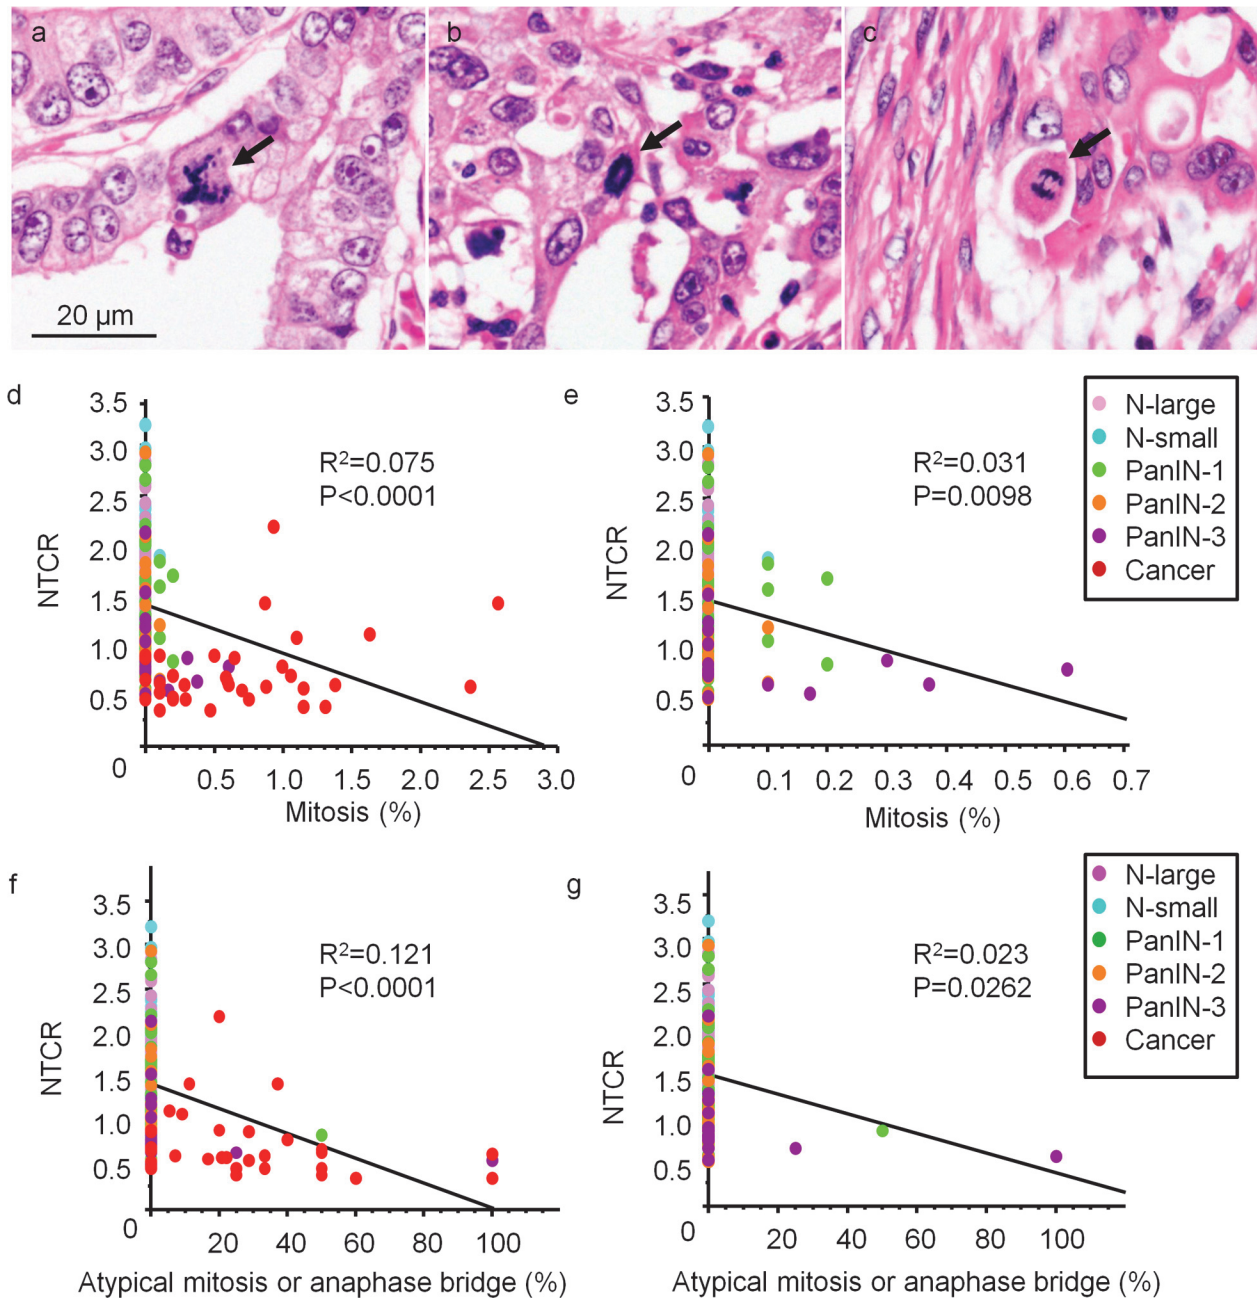 a
b
c
20 µm
d
3.5
3.0
2.5
2.0
1.5
1.0
0.5
0
NTCR
R²=0.075
P<0.0001
0.5 1.0 1.5 2.0 2.5 3.0
Mitosis (%)
e
3.5
3.0
2.5
2.0
1.5
1.0
0.5
0
NTCR
R²=0.031
P=0.0098
0.1 0.2 0.3 0.4 0.5 0.6 0.7
Mitosis (%)
N-large
N-small
PanIN-1
PanIN-2
PanIN-3
Cancer
f
3.5
3.0
2.5
2.0
1.5
1.0
0.5
0
NTCR
R²=0.121
P<0.0001
20 40 60 80 100
Atypical mitosis or anaphase bridge (%)
g
3.5
3.0
2.5
2.0
1.5
1.0
0.5
0
NTCR
R²=0.023
P=0.0262
20 40 60 80 100
Atypical mitosis or anaphase bridge (%)
N-large
N-small
PanIN-1
PanIN-2
PanIN-3
Cancer